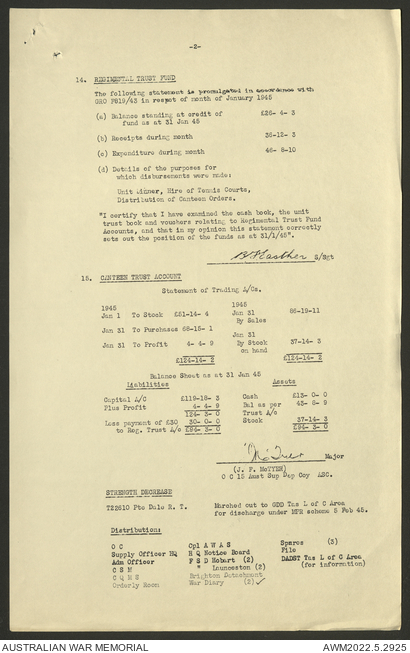 -2-
14. REGIMENTAL TRUST FUND
The following statement is promulgated in accordance with
GRO F819/43 in respet of month of January 1945
(a) Balance standing at credit of £26- 4- 3
fund as at 31 Jan 45
(b) Receipts during month 35-12- 3
(c) Expenditure during month 46- 8-10
(d) Details of the purposes for
which disbursements were made:
Unit dinner, Hire of Tennis Courts,
Distribution of Canteen Orders.
"I certify that I have examined the cash book, the unit
trust book and vouchers relating to Regimental Trust Fund
Accounts, and that in my opinion this statement correctly
sets out the position of the funds as at 31/1/45".
S/Sgt
15. CANTEEN TRUST ACCOUNT
Statement of Trading A/Cs.
1945 1945
Jan 1 To Stock £51-14- 4 Jan 31 86-19-11
By Sales
Jan 31 To Purchases 68-15- 1 Jan 31
Jan 31 To Profit 4- 4- 9 By Stock 37-14- 3
on hand
£124-14- 2 £124-14- 2
Balance Sheet as at 31 Jan 45
Liabilities Assets
Capital A/C £119-18- 3 Cash £13- 0- 0
Plus Profit 4- 4- 9 Bal as per 43- 8- 9
124- 3- 0 Trust A/c
Less payment of £30 30- 0- 0 Stock 37-14- 3
to Reg. Trust A/c £94- 3- 0 £94- 3- 0
Major
(J. F. McTYER)
O C 15 Aust Sup Dep Coy ASC.
STRENGTH DECREASE
T22610 Pte Dale R. T. Marched out to GDD Tas L of C Area
for discharge under MPR scheme 5 Feb 45.
Distribution:
O C Cpl A W A S Spares (3)
Supply Officer HQ H Q Notice Board File
Adm Officer F S D Hobart (2) DADST Tas L of C Area
C S M " Launceston (2) (for information)
C Q M S Brighton Detachment
Orderly Room War Diary (2) ✓
AUSTRALIAN WAR MEMORIAL AWM2022.5.2925